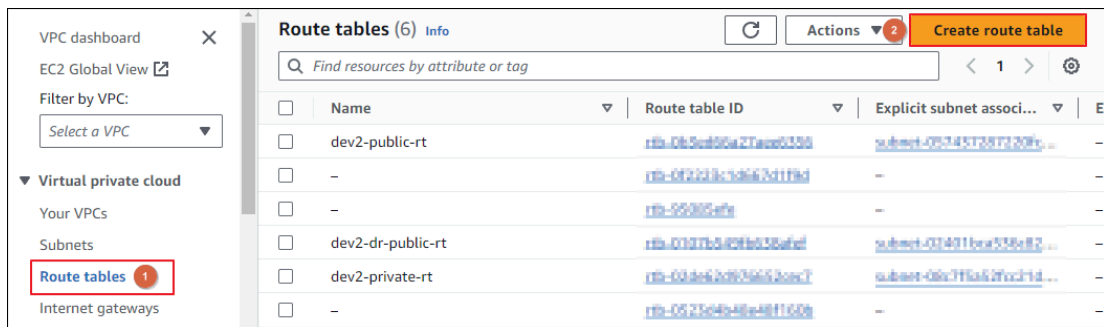 VPC dashboard
EC2 Global View
Filter by VPC:
Select a VPC
Virtual private cloud
Your VPCs
Subnets
Route tables 1
Internet gateways
Route tables (6) Info
Actions 2 Create route table
Find resources by attribute or tag
1
Name Route table ID Explicit subnet associ... E
dev2-public-rt –
– – –
– – –
dev2-dr-public-rt –
dev2-private-rt –
– – –